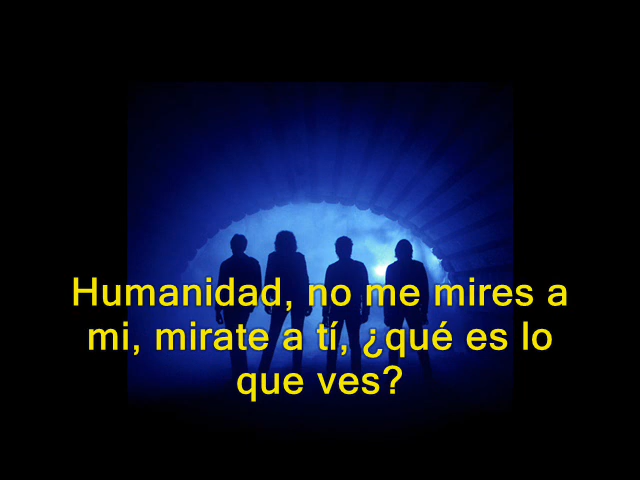 Humanidad, no me mires a
mi, mirate a tí, ¿qué es lo
que ves?